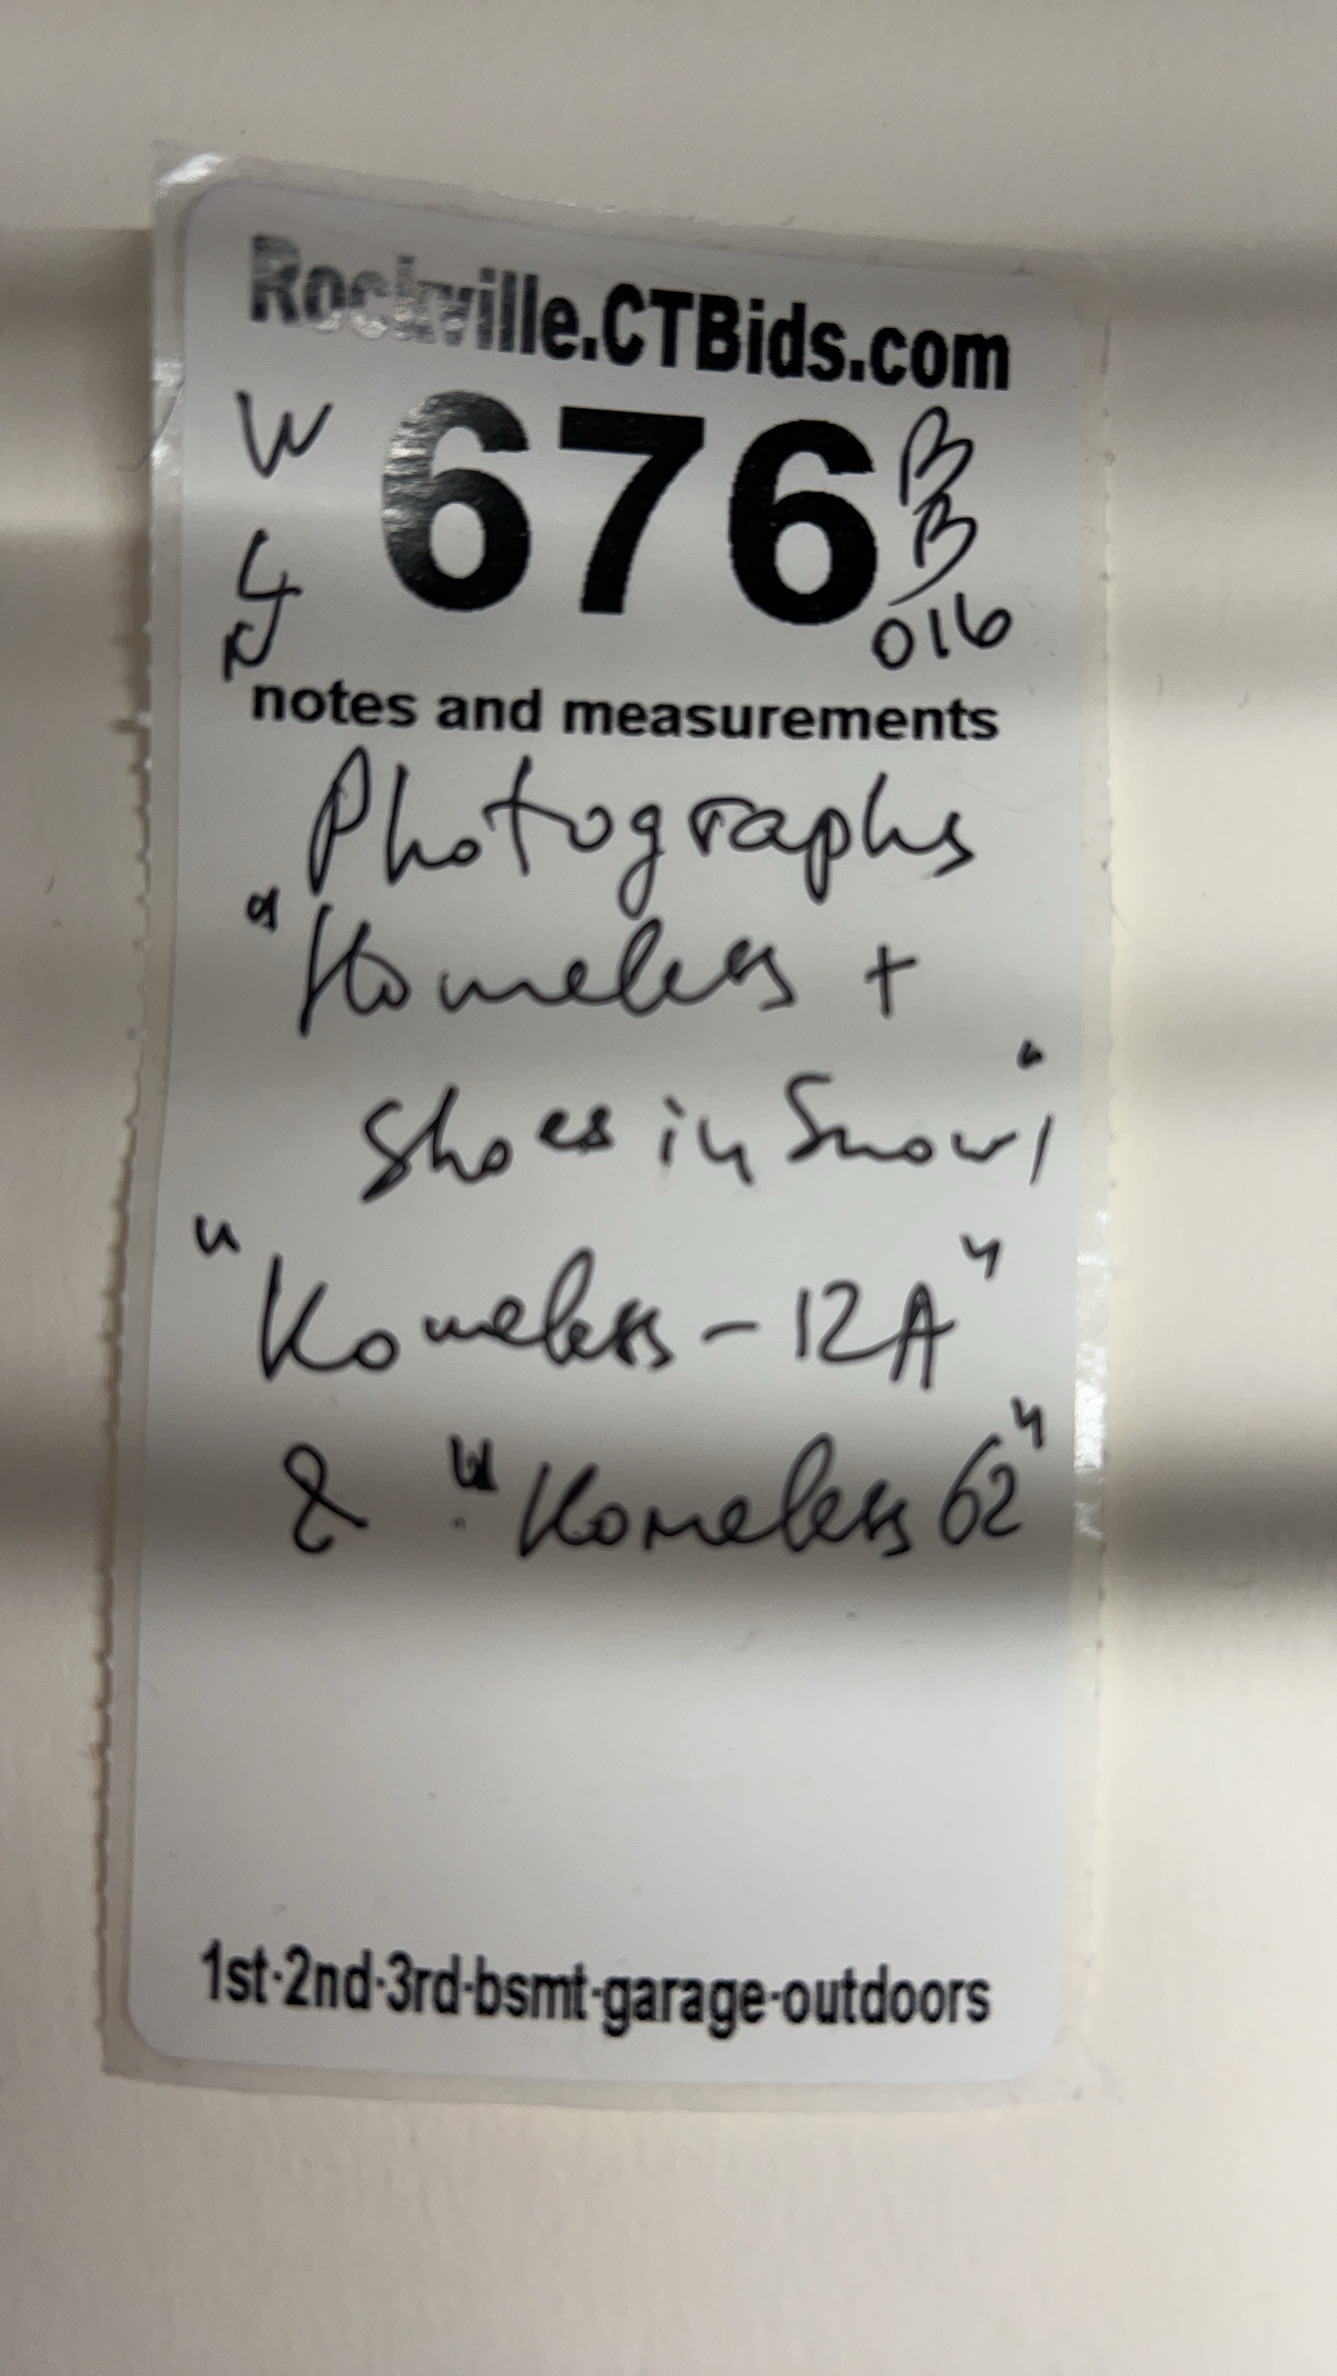 Rockville.CTBids.com
W 676 B
B
016
notes and measurements
Photographs
"Homeless +
Shoes in Snow",
"Homeless - 12A"
& "Homeless 62"
1st-2nd-3rd-bsmt-garage-outdoors